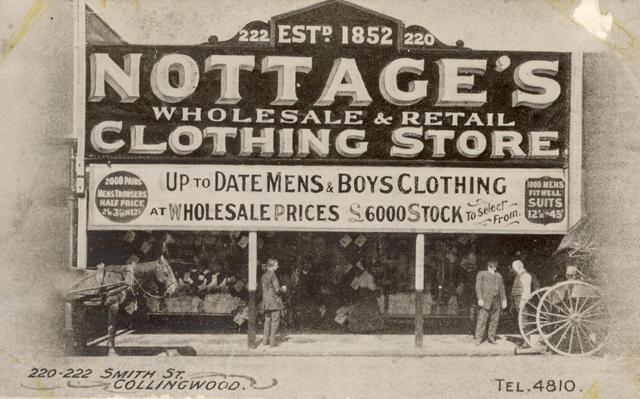 222 ESTD 1852 220
NOTTAGE'S
WHOLESALE & RETAIL
CLOTHING STORE
2000 PAIRS
MENS TROUSERS
HALF PRICE
UP TO DATE MENS & BOYS CLOTHING
AT WHOLESALE PRICES £6000 STOCK To Select From.
1000 MENS
FITWELL
SUITS
220-222 SMITH ST.
COLLINGWOOD.
TEL. 4810.